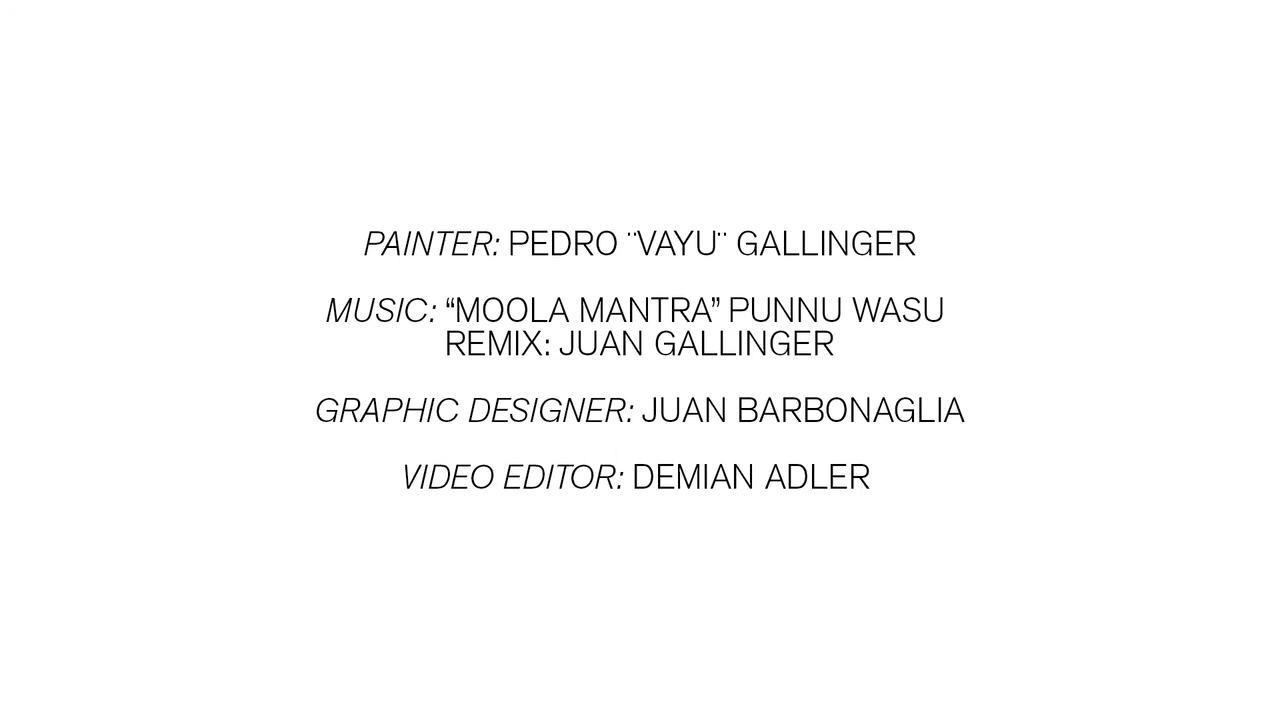 PAINTER: PEDRO ¨VAYU¨ GALLINGER
MUSIC: “MOOLA MANTRA” PUNNU WASU
REMIX: JUAN GALLINGER
GRAPHIC DESIGNER: JUAN BARBONAGLIA
VIDEO EDITOR: DEMIAN ADLER